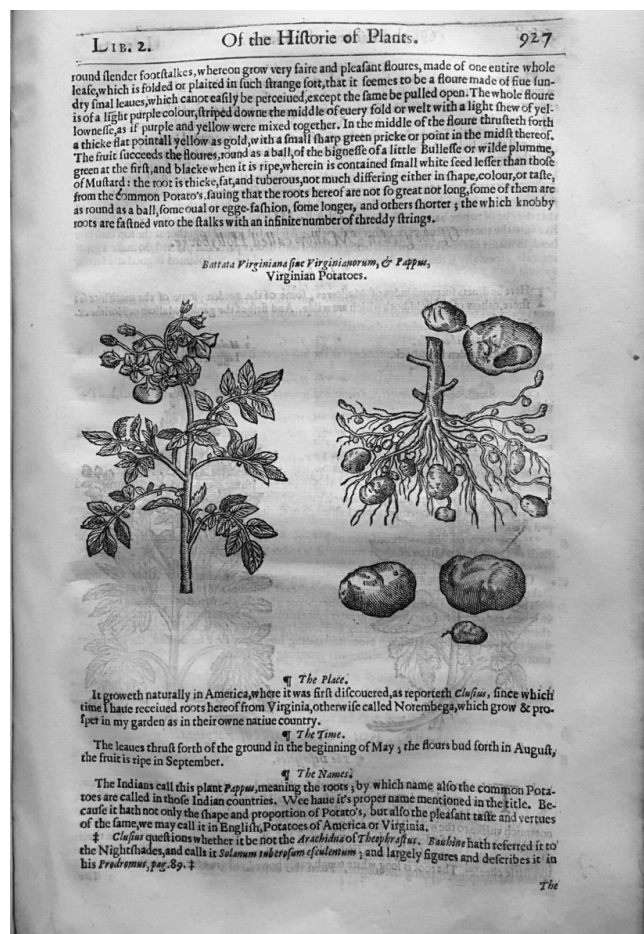 LIB. 2. Of the Hiſtorie of Plants. 927
round ſlender footſtalkes, whereon grow very faire and pleaſant floures, made of one entire whole
leafe, which is folded or plaited in ſuch ſtrange ſort, that it ſeemes to be a floure made of ſiue ſun-
dry ſmal leaues, which canot eaſily be perceiued, except the ſame be pulled open. The whole floure
is of a light purple colour, ſtriped downe the middle of euery fold or welt with a light ſhew of yel-
lowneſſe, as if purple and yellow were mixed together. In the middle of the floure thruſteth forth
a thicke flat pointall yellow as gold, with a ſmall ſharp green pricke or point in the midſt thereof.
The fruit ſucceeds the floures, round as a ball, of the bigneſſe of a little Bulleſſe or wilde plumme,
green at the firſt, and blacke when it is ripe, wherein is contained ſmall white ſeed leſſer than thoſe
of Muſtard: the root is thicke, fat, and tuberous, not much differing either in ſhape, colour, or taſte,
from the common Potato's, ſauing that the roots hereof are not ſo great nor long, ſome of them are
as round as a ball, ſome oual or egge-faſhion, ſome longer, and others ſhorter; the which knobby
roots are faſtned vnto the ſtalks with an infinite number of threddy ſtrings.
Battata Virginiana ſiue Virginianorum, & Pappus,
Virginian Potatoes.
¶ The Place.
It groweth naturally in America, where it was firſt diſcouered, as reporteth Cluſius, ſince which
time I haue receiued roots hereof from Virginia, otherwiſe called Norembega, which grow & pro-
ſper in my garden as in their owne natiue country.
¶ The Time.
The leaues thruſt forth of the ground in the beginning of May; the flours bud forth in Auguſt,
the fruit is ripe in September.
¶ The Names.
The Indians call this plant Pappus, meaning the roots; by which name alſo the common Pota-
toes are called in thoſe Indian countries. Wee haue it's proper name mentioned in the title. Be-
cauſe it hath not only the ſhape and proportion of Potato's, but alſo the pleaſant taſte and vertues
of the ſame, we may call it in Engliſh, Potatoes of America or Virginia.
‡ Cluſius queſtions whether it be not the Arachidna of Theophraſtus. Bauhine hath referred it to
the Nightſhades, and calls it Solanum tuberoſum eſculentum; and largely figures and deſcribes it in
his Prodromus, pag. 89. ‡
The